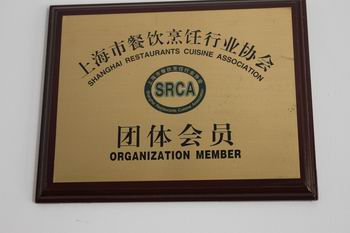 上海市餐饮烹饪行业协会
SHANGHAI RESTAURANTS CUISINE ASSOCIATION
SRCA
团体会员
ORGANIZATION MEMBER